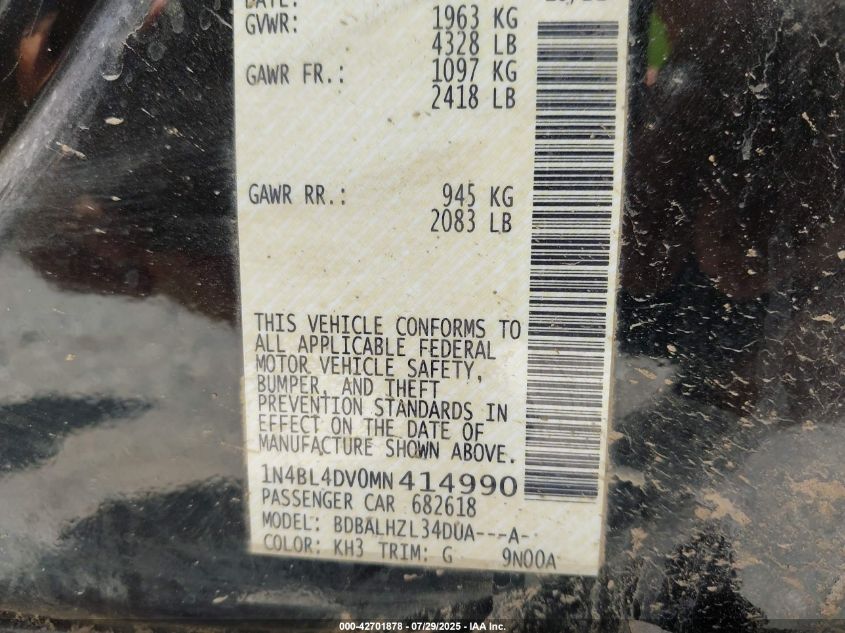 DATE:
GVWR: 1963 KG
4328 LB
GAWR FR.: 1097 KG
2418 LB
GAWR RR.: 945 KG
2083 LB
THIS VEHICLE CONFORMS TO
ALL APPLICABLE FEDERAL
MOTOR VEHICLE SAFETY,
BUMPER, AND THEFT
PREVENTION STANDARDS IN
EFFECT ON THE DATE OF
MANUFACTURE SHOWN ABOVE.
1N4BL4DV0MN414990
PASSENGER CAR 682618
MODEL: BDBALHZL34DUA---A-
COLOR: KH3 TRIM: G 9N00A
000-42701878 - 07/29/2025 - IAA Inc.